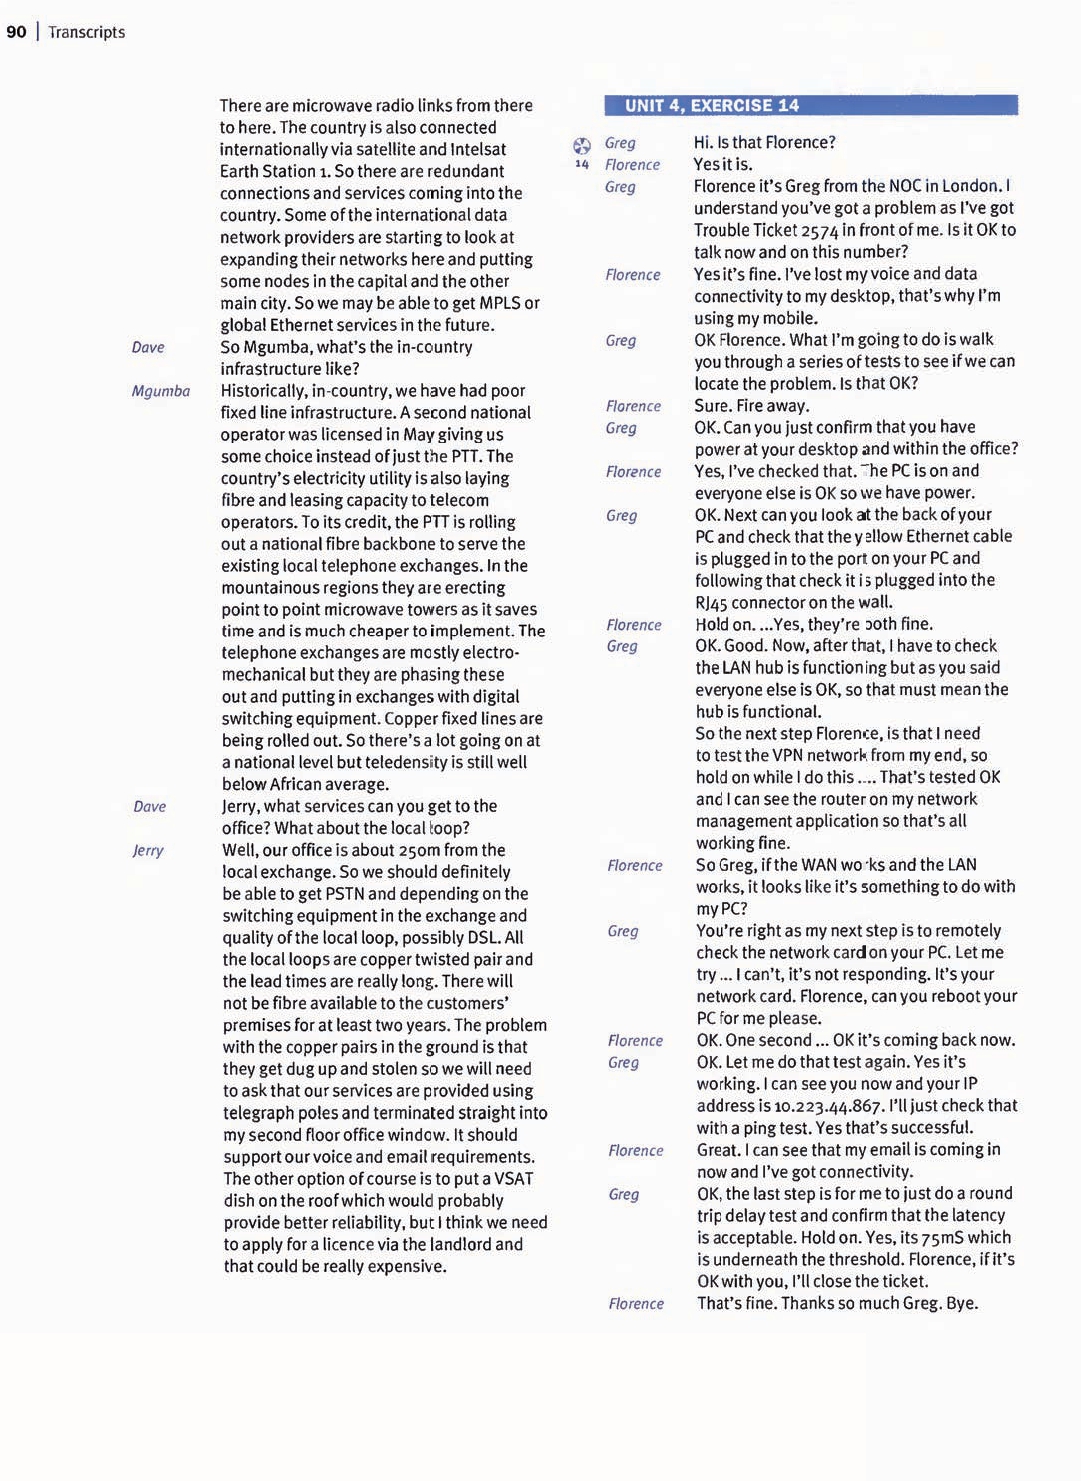 90 | Transcripts
There are microwave radio links from there
to here. The country is also connected
internationally via satellite and Intelsat
Earth Station 1. So there are redundant
connections and services coming into the
country. Some of the international data
network providers are starting to look at
expanding their networks here and putting
some nodes in the capital and the other
main city. So we may be able to get MPLS or
global Ethernet services in the future.
Dave So Mgumba, what's the in-country
infrastructure like?
Mgumba Historically, in-country, we have had poor
fixed line infrastructure. A second national
operator was licensed in May giving us
some choice instead of just the PTT. The
country's electricity utility is also laying
fibre and leasing capacity to telecom
operators. To its credit, the PTT is rolling
out a national fibre backbone to serve the
existing local telephone exchanges. In the
mountainous regions they are erecting
point to point microwave towers as it saves
time and is much cheaper to implement. The
telephone exchanges are mostly electro-
mechanical but they are phasing these
out and putting in exchanges with digital
switching equipment. Copper fixed lines are
being rolled out. So there's a lot going on at
a national level but teledensity is still well
below African average.
Dave Jerry, what services can you get to the
office? What about the local loop?
Jerry Well, our office is about 250m from the
local exchange. So we should definitely
be able to get PSTN and depending on the
switching equipment in the exchange and
quality of the local loop, possibly DSL. All
the local loops are copper twisted pair and
the lead times are really long. There will
not be fibre available to the customers'
premises for at least two years. The problem
with the copper pairs in the ground is that
they get dug up and stolen so we will need
to ask that our services are provided using
telegraph poles and terminated straight into
my second floor office window. It should
support our voice and email requirements.
The other option of course is to put a VSAT
dish on the roof which would probably
provide better reliability, but I think we need
to apply for a licence via the landlord and
that could be really expensive.
UNIT 4, EXERCISE 14
Greg Hi. Is that Florence?
14 Florence Yes it is.
Greg Florence it's Greg from the NOC in London. I
understand you've got a problem as I've got
Trouble Ticket 2574 in front of me. Is it OK to
talk now and on this number?
Florence Yes it's fine. I've lost my voice and data
connectivity to my desktop, that's why I'm
using my mobile.
Greg OK Florence. What I'm going to do is walk
you through a series of tests to see if we can
locate the problem. Is that OK?
Florence Sure. Fire away.
Greg OK. Can you just confirm that you have
power at your desktop and within the office?
Florence Yes, I've checked that. The PC is on and
everyone else is OK so we have power.
Greg OK. Next can you look at the back of your
PC and check that the yellow Ethernet cable
is plugged in to the port on your PC and
following that check it is plugged into the
RJ45 connector on the wall.
Florence Hold on. ...Yes, they're both fine.
Greg OK. Good. Now, after that, I have to check
the LAN hub is functioning but as you said
everyone else is OK, so that must mean the
hub is functional.
So the next step Florence, is that I need
to test the VPN network from my end, so
hold on while I do this .... That's tested OK
and I can see the router on my network
management application so that's all
working fine.
Florence So Greg, if the WAN works and the LAN
works, it looks like it's something to do with
my PC?
Greg You're right as my next step is to remotely
check the network card on your PC. Let me
try ... I can't, it's not responding. It's your
network card. Florence, can you reboot your
PC for me please.
Florence OK. One second ... OK it's coming back now.
Greg OK. Let me do that test again. Yes it's
working. I can see you now and your IP
address is 10.223.44.867. I'll just check that
with a ping test. Yes that's successful.
Florence Great. I can see that my email is coming in
now and I've got connectivity.
Greg OK, the last step is for me to just do a round
trip delay test and confirm that the latency
is acceptable. Hold on. Yes, its 75mS which
is underneath the threshold. Florence, if it's
OK with you, I'll close the ticket.
Florence That's fine. Thanks so much Greg. Bye.